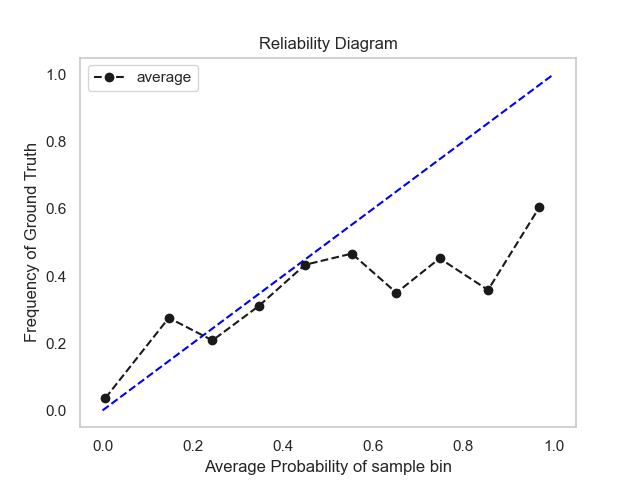 Reliability Diagram
average
Frequency of Ground Truth
1.0
0.8
0.6
0.4
0.2
0.0
0.0 0.2 0.4 0.6 0.8 1.0
Average Probability of sample bin